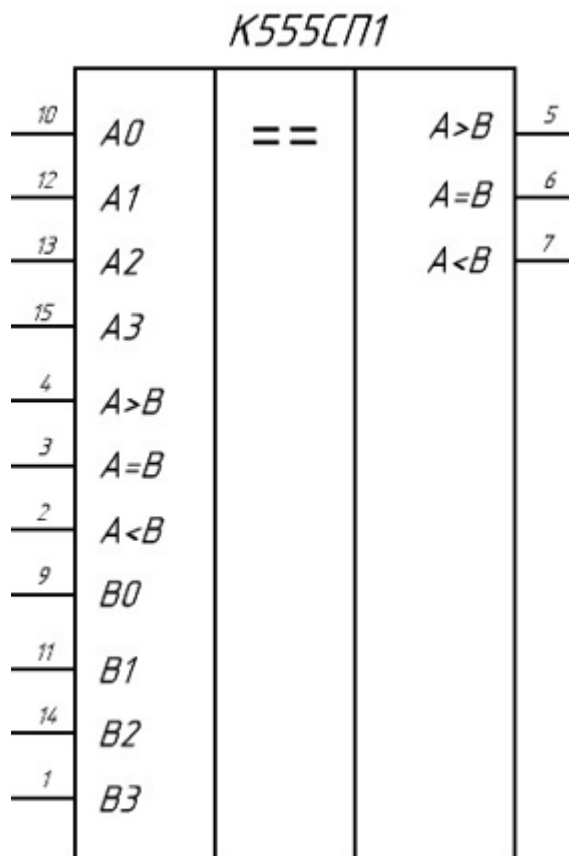 К555СП1
10 A0 == A>B 5
12 A1 A=B 6
13 A2 A<B 7
15 A3
4 A>B
3 A=B
2 A<B
9 B0
11 B1
14 B2
1 B3